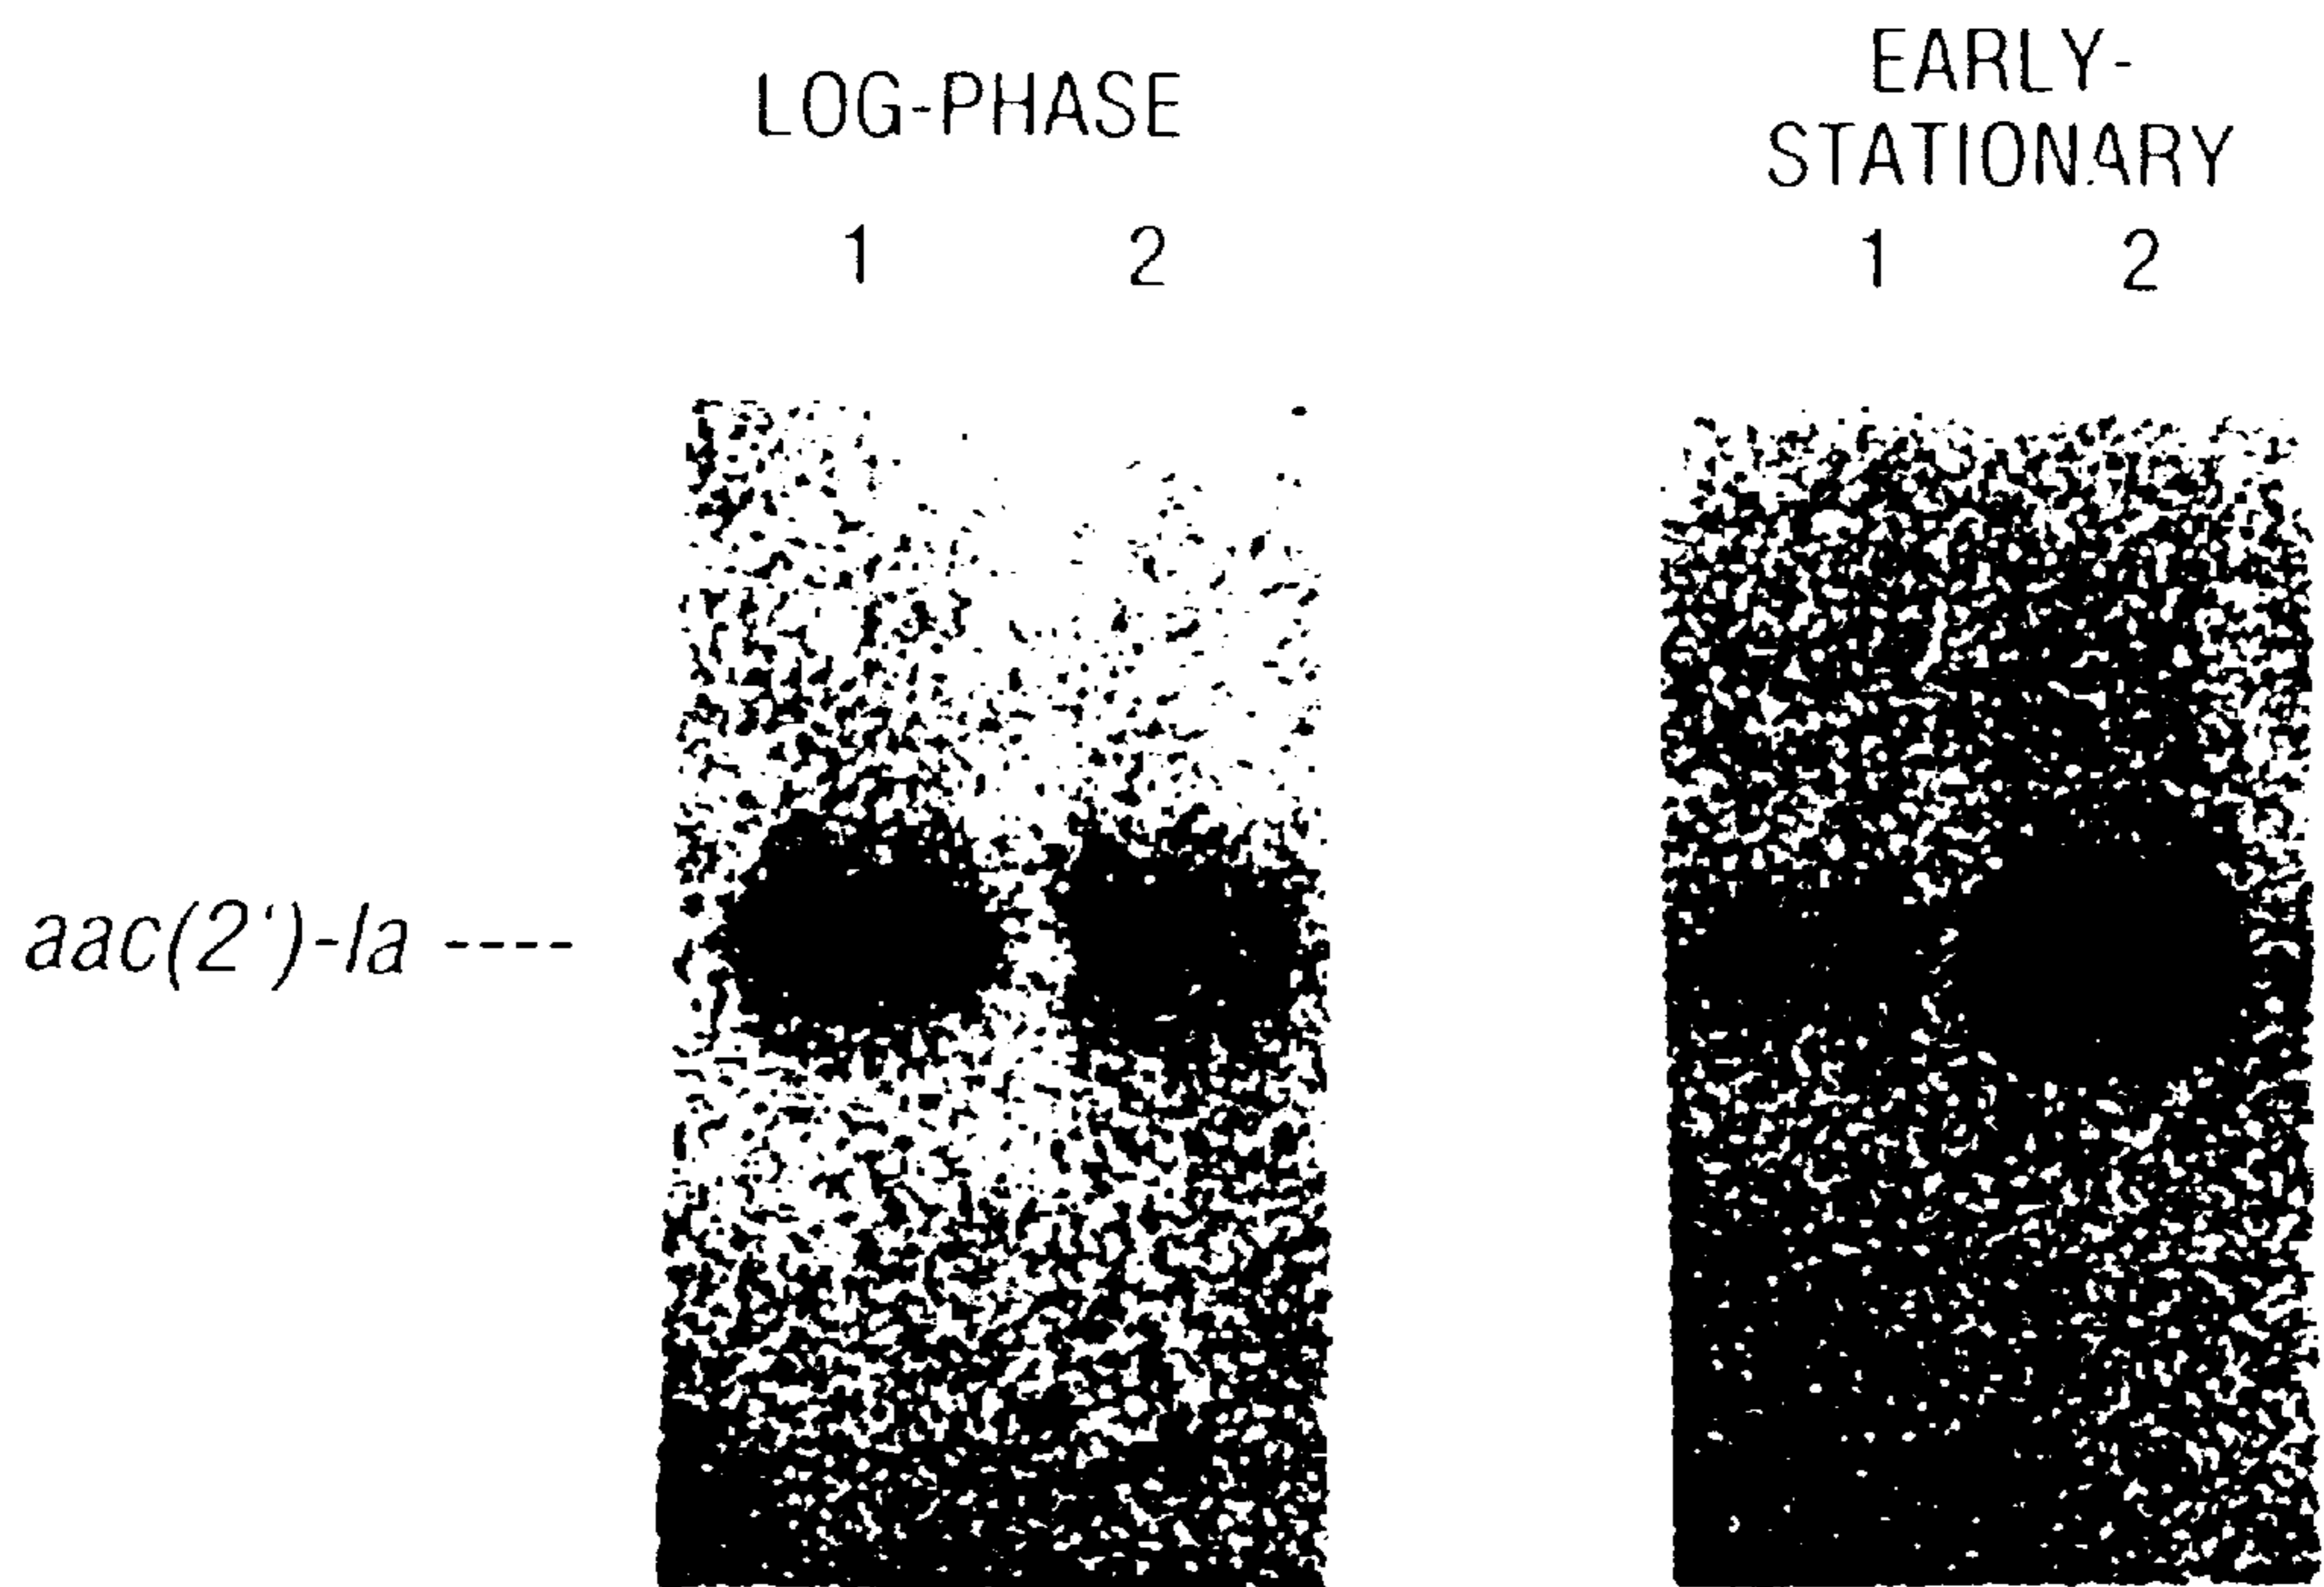 LOG-PHASE
EARLY-
STATIONARY
1 2
1 2
aac(2')-Ia ----